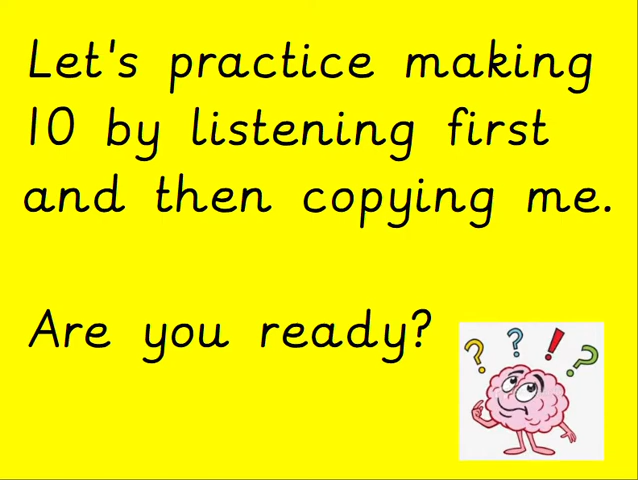 Let's practice making
10 by listening first
and then copying me.
Are you ready?